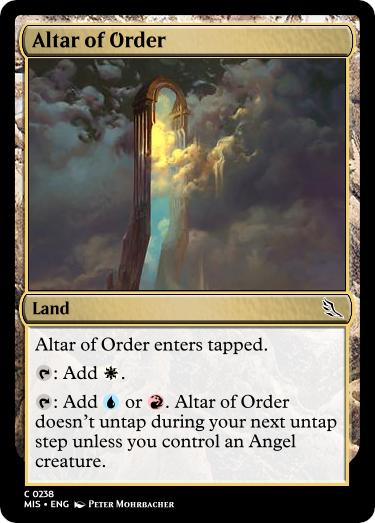 Altar of Order
Land
Altar of Order enters tapped.
: Add .
: Add or . Altar of Order
doesn't untap during your next untap
step unless you control an Angel
creature.
C 0238
MIS • ENG Peter Mohrbacher